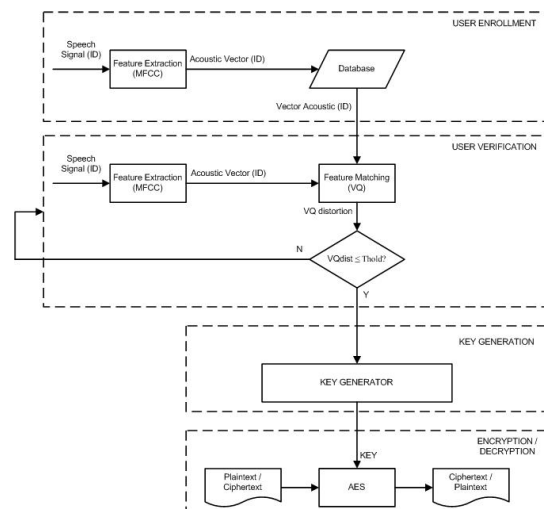 USER ENROLLMENT
Speech
Signal (ID)
Feature Extraction
(MFCC)
Acoustic Vector (ID)
Database
Vector Acoustic (ID)
USER VERIFICATION
Speech
Signal (ID)
Feature Extraction
(MFCC)
Acoustic Vector (ID)
Feature Matching
(VQ)
VQ distortion
N
VQdist ≤ Thold?
Y
KEY GENERATION
KEY GENERATOR
ENCRYPTION /
DECRYPTION
KEY
Plaintext /
Ciphertext
AES
Ciphertext /
Plaintext